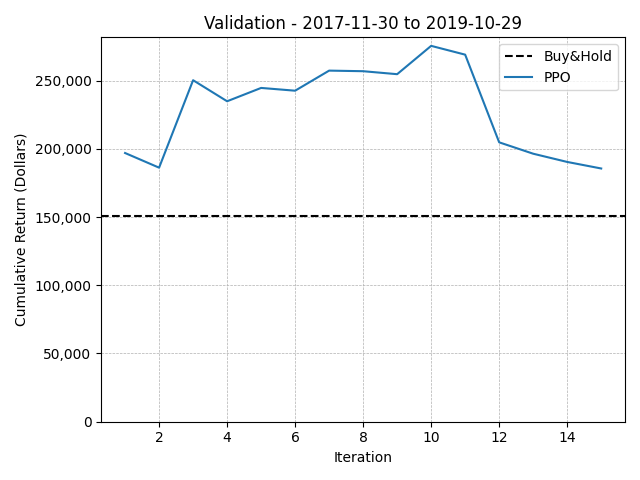 Validation - 2017-11-30 to 2019-10-29
Buy&Hold
PPO
Cumulative Return (Dollars)
250,000
200,000
150,000
100,000
50,000
0
2 4 6 8 10 12 14
Iteration